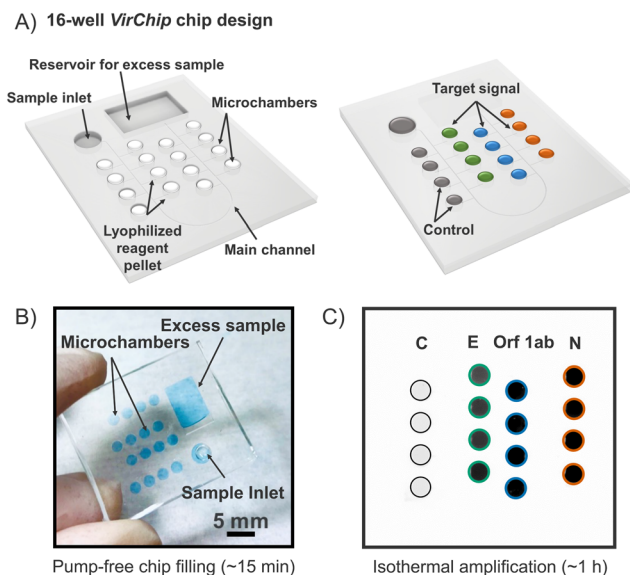 A) 16-well VirChip chip design
Reservoir for excess sample
Sample inlet
Microchambers
Lyophilized
reagent
pellet
Main channel
Target signal
Control
B)
Excess sample
Microchambers
Sample Inlet
5 mm
Pump-free chip filling (~15 min)
C)
C E Orf 1ab N
Isothermal amplification (~1 h)